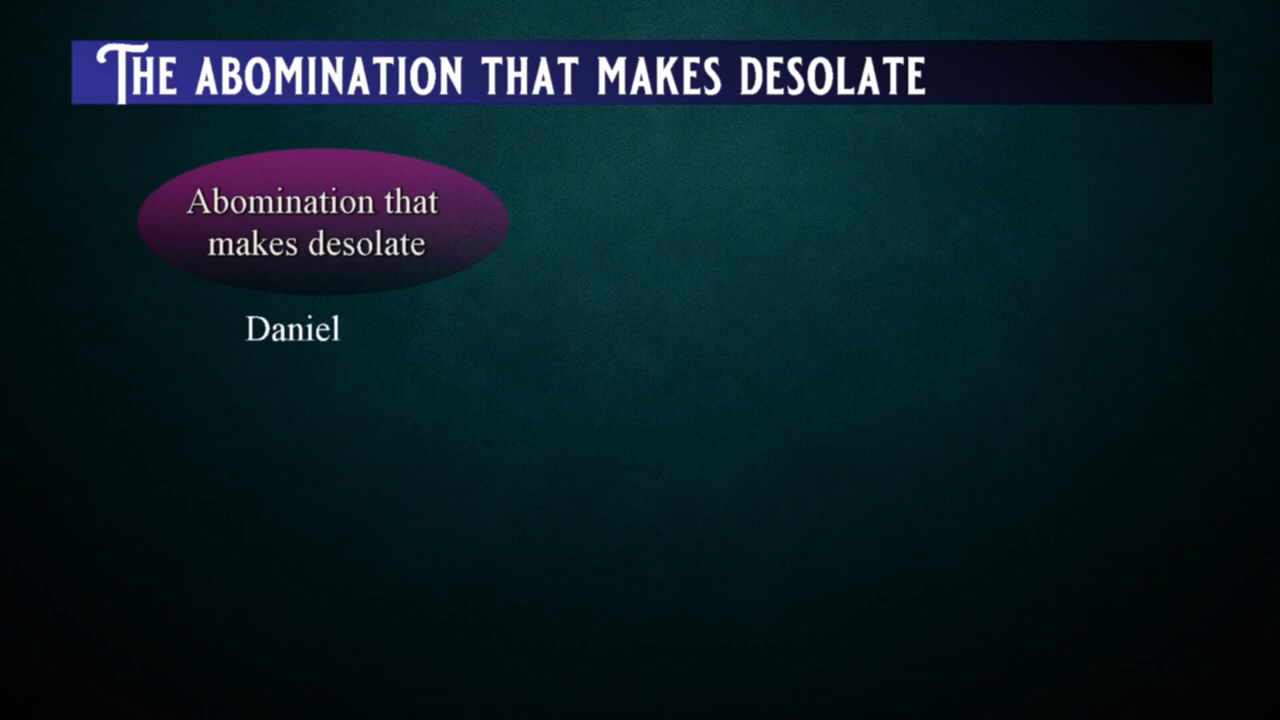 The abomination that makes desolate
Abomination that
makes desolate
Daniel